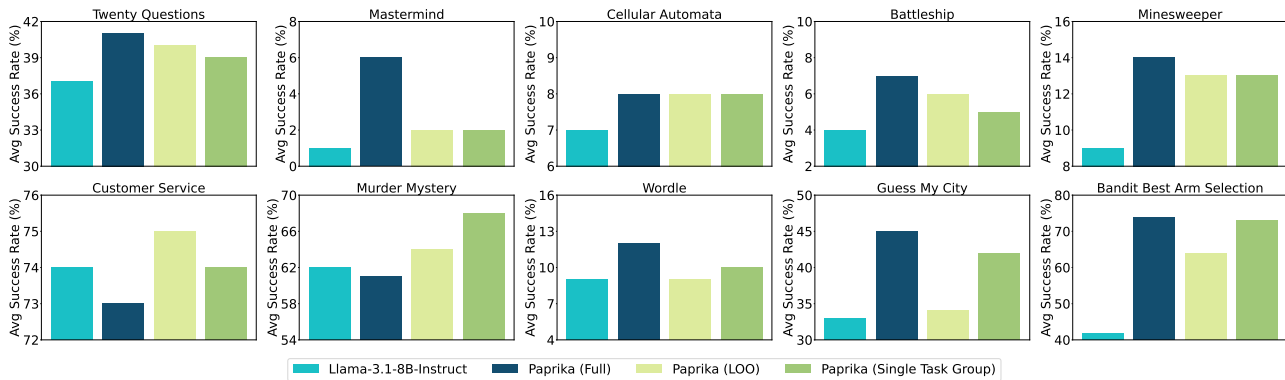 Twenty Questions
Avg Success Rate (%)
42
39
36
33
30
Mastermind
Avg Success Rate (%)
8
6
4
2
0
Cellular Automata
Avg Success Rate (%)
10
9
8
7
6
Battleship
Avg Success Rate (%)
10
8
6
4
2
Minesweeper
Avg Success Rate (%)
16
14
12
10
8
Customer Service
Avg Success Rate (%)
76
75
74
73
72
Murder Mystery
Avg Success Rate (%)
70
66
62
58
54
Wordle
Avg Success Rate (%)
16
13
10
7
4
Guess My City
Avg Success Rate (%)
50
45
40
35
30
Bandit Best Arm Selection
Avg Success Rate (%)
80
70
60
50
40
Llama-3.1-8B-Instruct
Paprika (Full)
Paprika (LOO)
Paprika (Single Task Group)